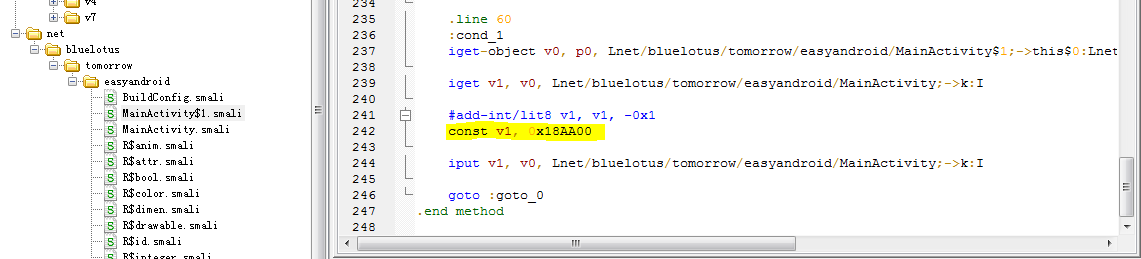 v4
v7
net
bluelotus
tomorrow
easyandroid
BuildConfig.smali
MainActivity$1.smali
MainActivity.smali
R$anim.smali
R$attr.smali
R$bool.smali
R$color.smali
R$dimen.smali
R$drawable.smali
R$id.smali
R$integer.smali
234
235 .line 60
236 :cond_1
237 iget-object v0, p0, Lnet/bluelotus/tomorrow/easyandroid/MainActivity$1;->this$0:Lnet
238
239 iget v1, v0, Lnet/bluelotus/tomorrow/easyandroid/MainActivity;->k:I
240
241 #add-int/lit8 v1, v1, -0x1
242 const v1, 0x18AA00
243
244 iput v1, v0, Lnet/bluelotus/tomorrow/easyandroid/MainActivity;->k:I
245
246 goto :goto_0
247 .end method
248